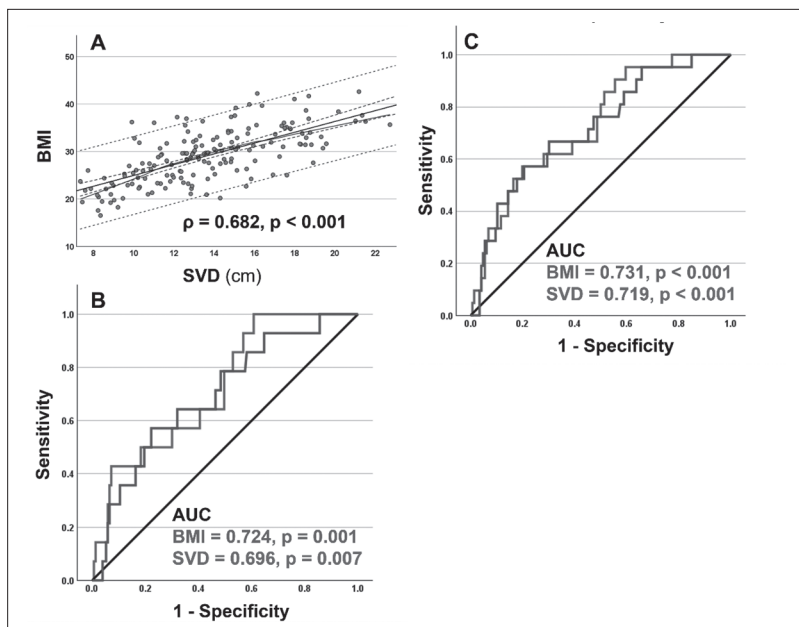 A
50
40
30
20
10
BMI
ρ = 0.682, p < 0.001
8 10 12 14 16 18 20 22
SVD (cm)
B
1.0
0.8
0.6
0.4
0.2
0.0
Sensitivity
AUC
BMI = 0.724, p = 0.001
SVD = 0.696, p = 0.007
0.0 0.2 0.4 0.6 0.8 1.0
1 - Specificity
C
1.0
0.8
0.6
0.4
0.2
0.0
Sensitivity
AUC
BMI = 0.731, p < 0.001
SVD = 0.719, p < 0.001
0.0 0.2 0.4 0.6 0.8 1.0
1 - Specificity